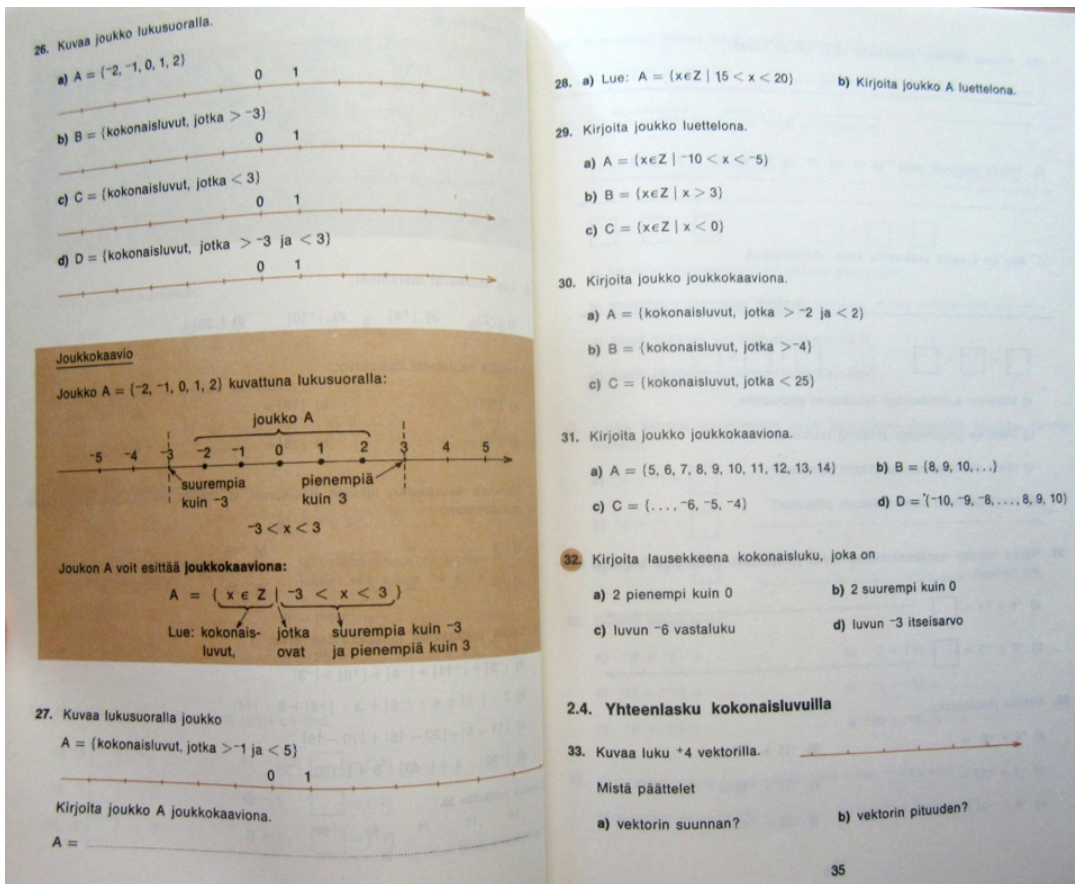 26. Kuvaa joukko lukusuoralla.
a) A = {⁻2, ⁻1, 0, 1, 2}
0 1
b) B = {kokonaisluvut, jotka > ⁻3}
0 1
c) C = {kokonaisluvut, jotka < 3}
0 1
d) D = {kokonaisluvut, jotka > ⁻3 ja < 3}
0 1
Joukkokaavio
Joukko A = {⁻2, ⁻1, 0, 1, 2} kuvattuna lukusuoralla:
joukko A
⁻5 ⁻4 ⁻3 ⁻2 ⁻1 0 1 2 3 4 5
suurempia pienempiä
kuin ⁻3 kuin 3
⁻3 < x < 3
Joukon A voit esittää joukkokaaviona:
A = { x ∈ Z | ⁻3 < x < 3 }
Lue: kokonais- jotka suurempia kuin ⁻3
luvut, ovat ja pienempiä kuin 3
27. Kuvaa lukusuoralla joukko
A = {kokonaisluvut, jotka > ⁻1 ja < 5}
0 1
Kirjoita joukko A joukkokaaviona.
A =
28. a) Lue: A = {x∈Z | 15 < x < 20} b) Kirjoita joukko A luettelona.
29. Kirjoita joukko luettelona.
a) A = {x∈Z | ⁻10 < x < ⁻5}
b) B = {x∈Z | x > 3}
c) C = {x∈Z | x < 0}
30. Kirjoita joukko joukkokaaviona.
a) A = {kokonaisluvut, jotka > ⁻2 ja < 2}
b) B = {kokonaisluvut, jotka > ⁻4}
c) C = {kokonaisluvut, jotka < 25}
31. Kirjoita joukko joukkokaaviona.
a) A = {5, 6, 7, 8, 9, 10, 11, 12, 13, 14} b) B = {8, 9, 10, . . .}
c) C = {. . . , ⁻6, ⁻5, ⁻4} d) D = {⁻10, ⁻9, ⁻8, . . . , 8, 9, 10}
32. Kirjoita lausekkeena kokonaisluku, joka on
a) 2 pienempi kuin 0 b) 2 suurempi kuin 0
c) luvun ⁻6 vastaluku d) luvun ⁻3 itseisarvo
2.4. Yhteenlasku kokonaisluvuilla
33. Kuvaa luku ⁺4 vektorilla.
Mistä päättelet
a) vektorin suunnan? b) vektorin pituuden?
35